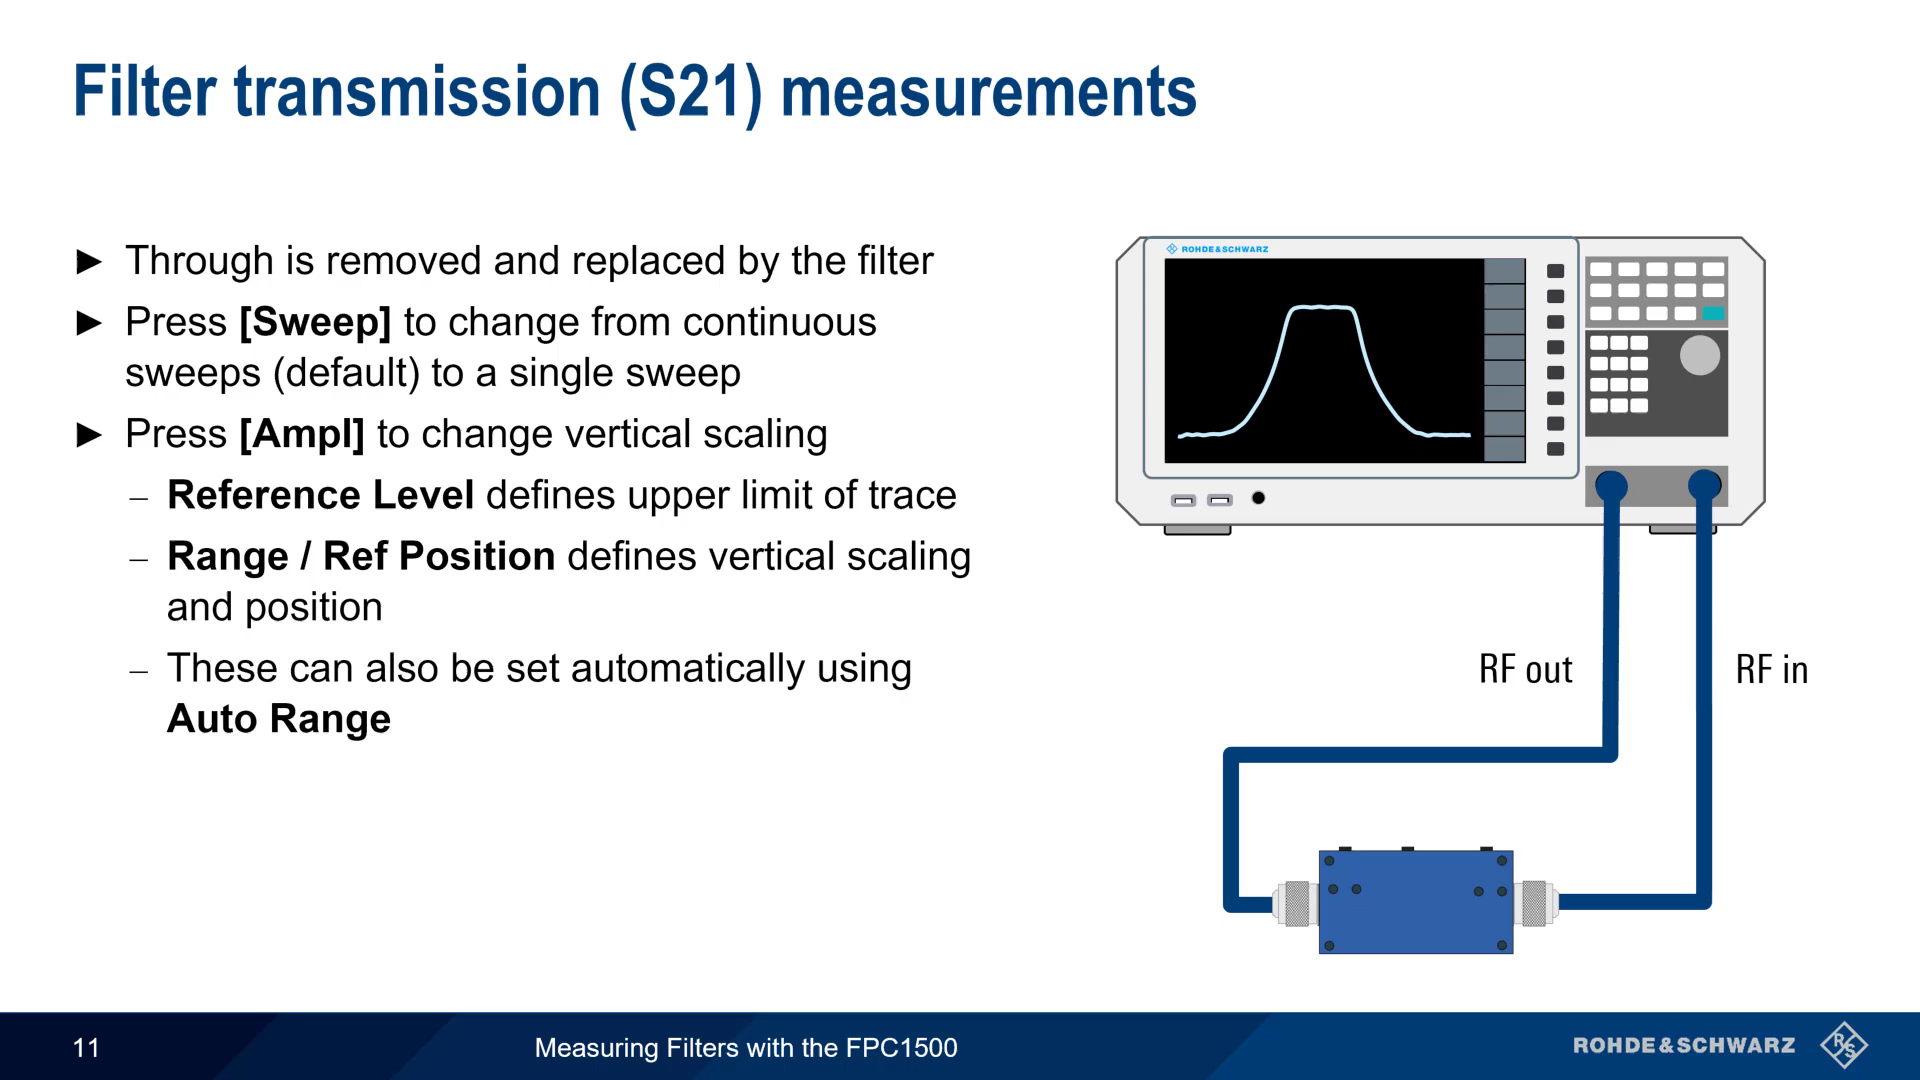 Filter transmission (S21) measurements
► Through is removed and replaced by the filter
► Press [Sweep] to change from continuous
sweeps (default) to a single sweep
► Press [Ampl] to change vertical scaling
– Reference Level defines upper limit of trace
– Range / Ref Position defines vertical scaling
and position
– These can also be set automatically using
Auto Range
ROHDE&SCHWARZ
RF out
RF in
11
Measuring Filters with the FPC1500
ROHDE&SCHWARZ
R&S